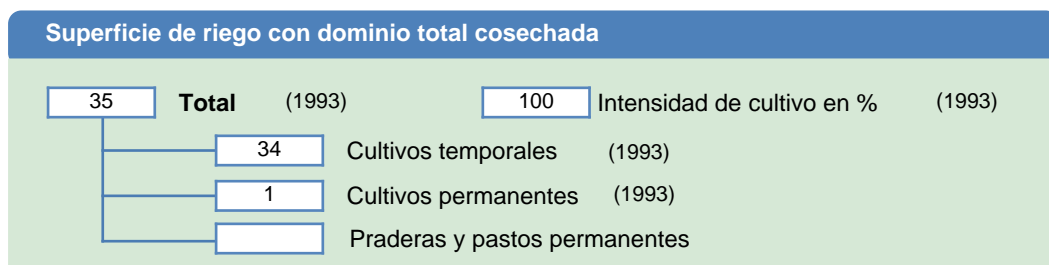 Superficie de riego con dominio total cosechada
35 Total (1993) 100 Intensidad de cultivo en % (1993)
34 Cultivos temporales (1993)
1 Cultivos permanentes (1993)
Praderas y pastos permanentes